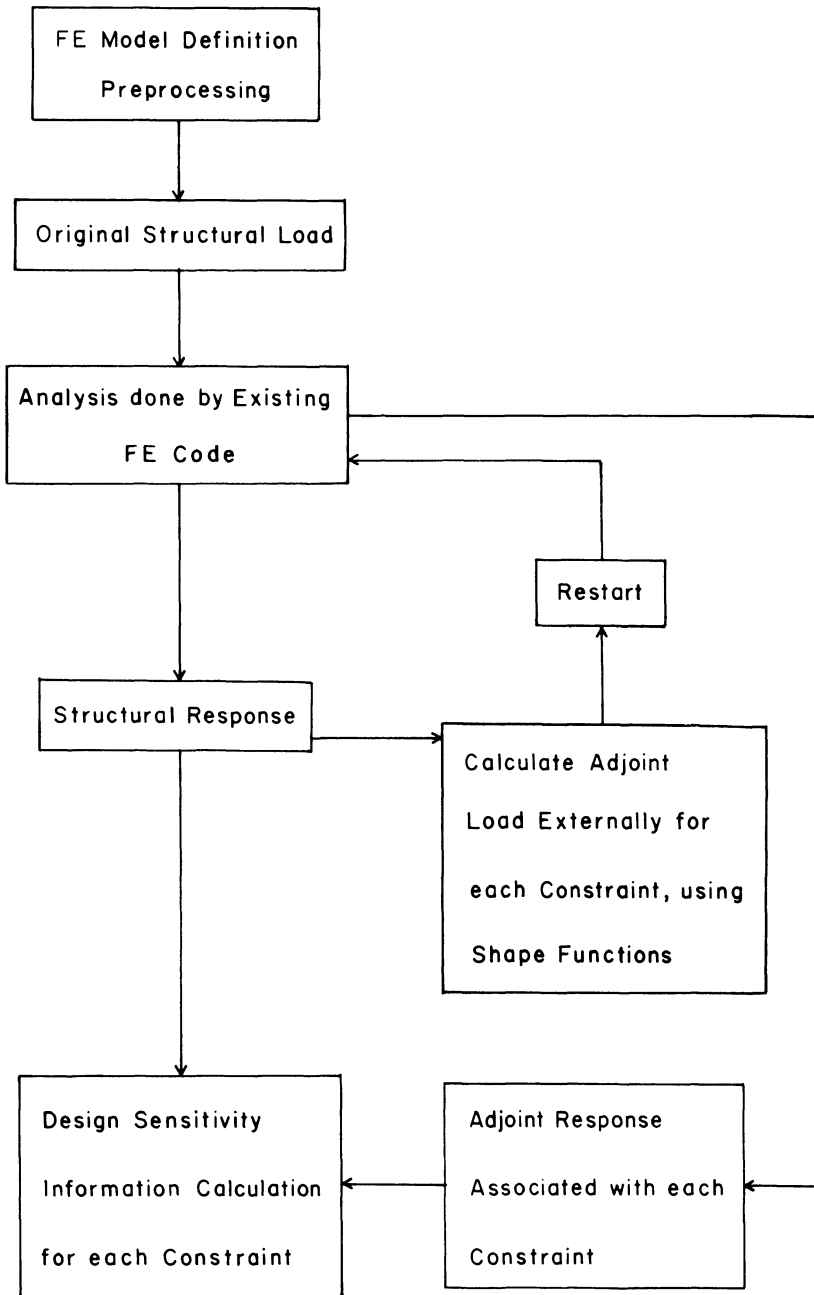 FE Model Definition
Preprocessing
Original Structural Load
Analysis done by Existing
FE Code
Restart
Structural Response
Calculate Adjoint
Load Externally for
each Constraint, using
Shape Functions
Design Sensitivity
Information Calculation
for each Constraint
Adjoint Response
Associated with each
Constraint